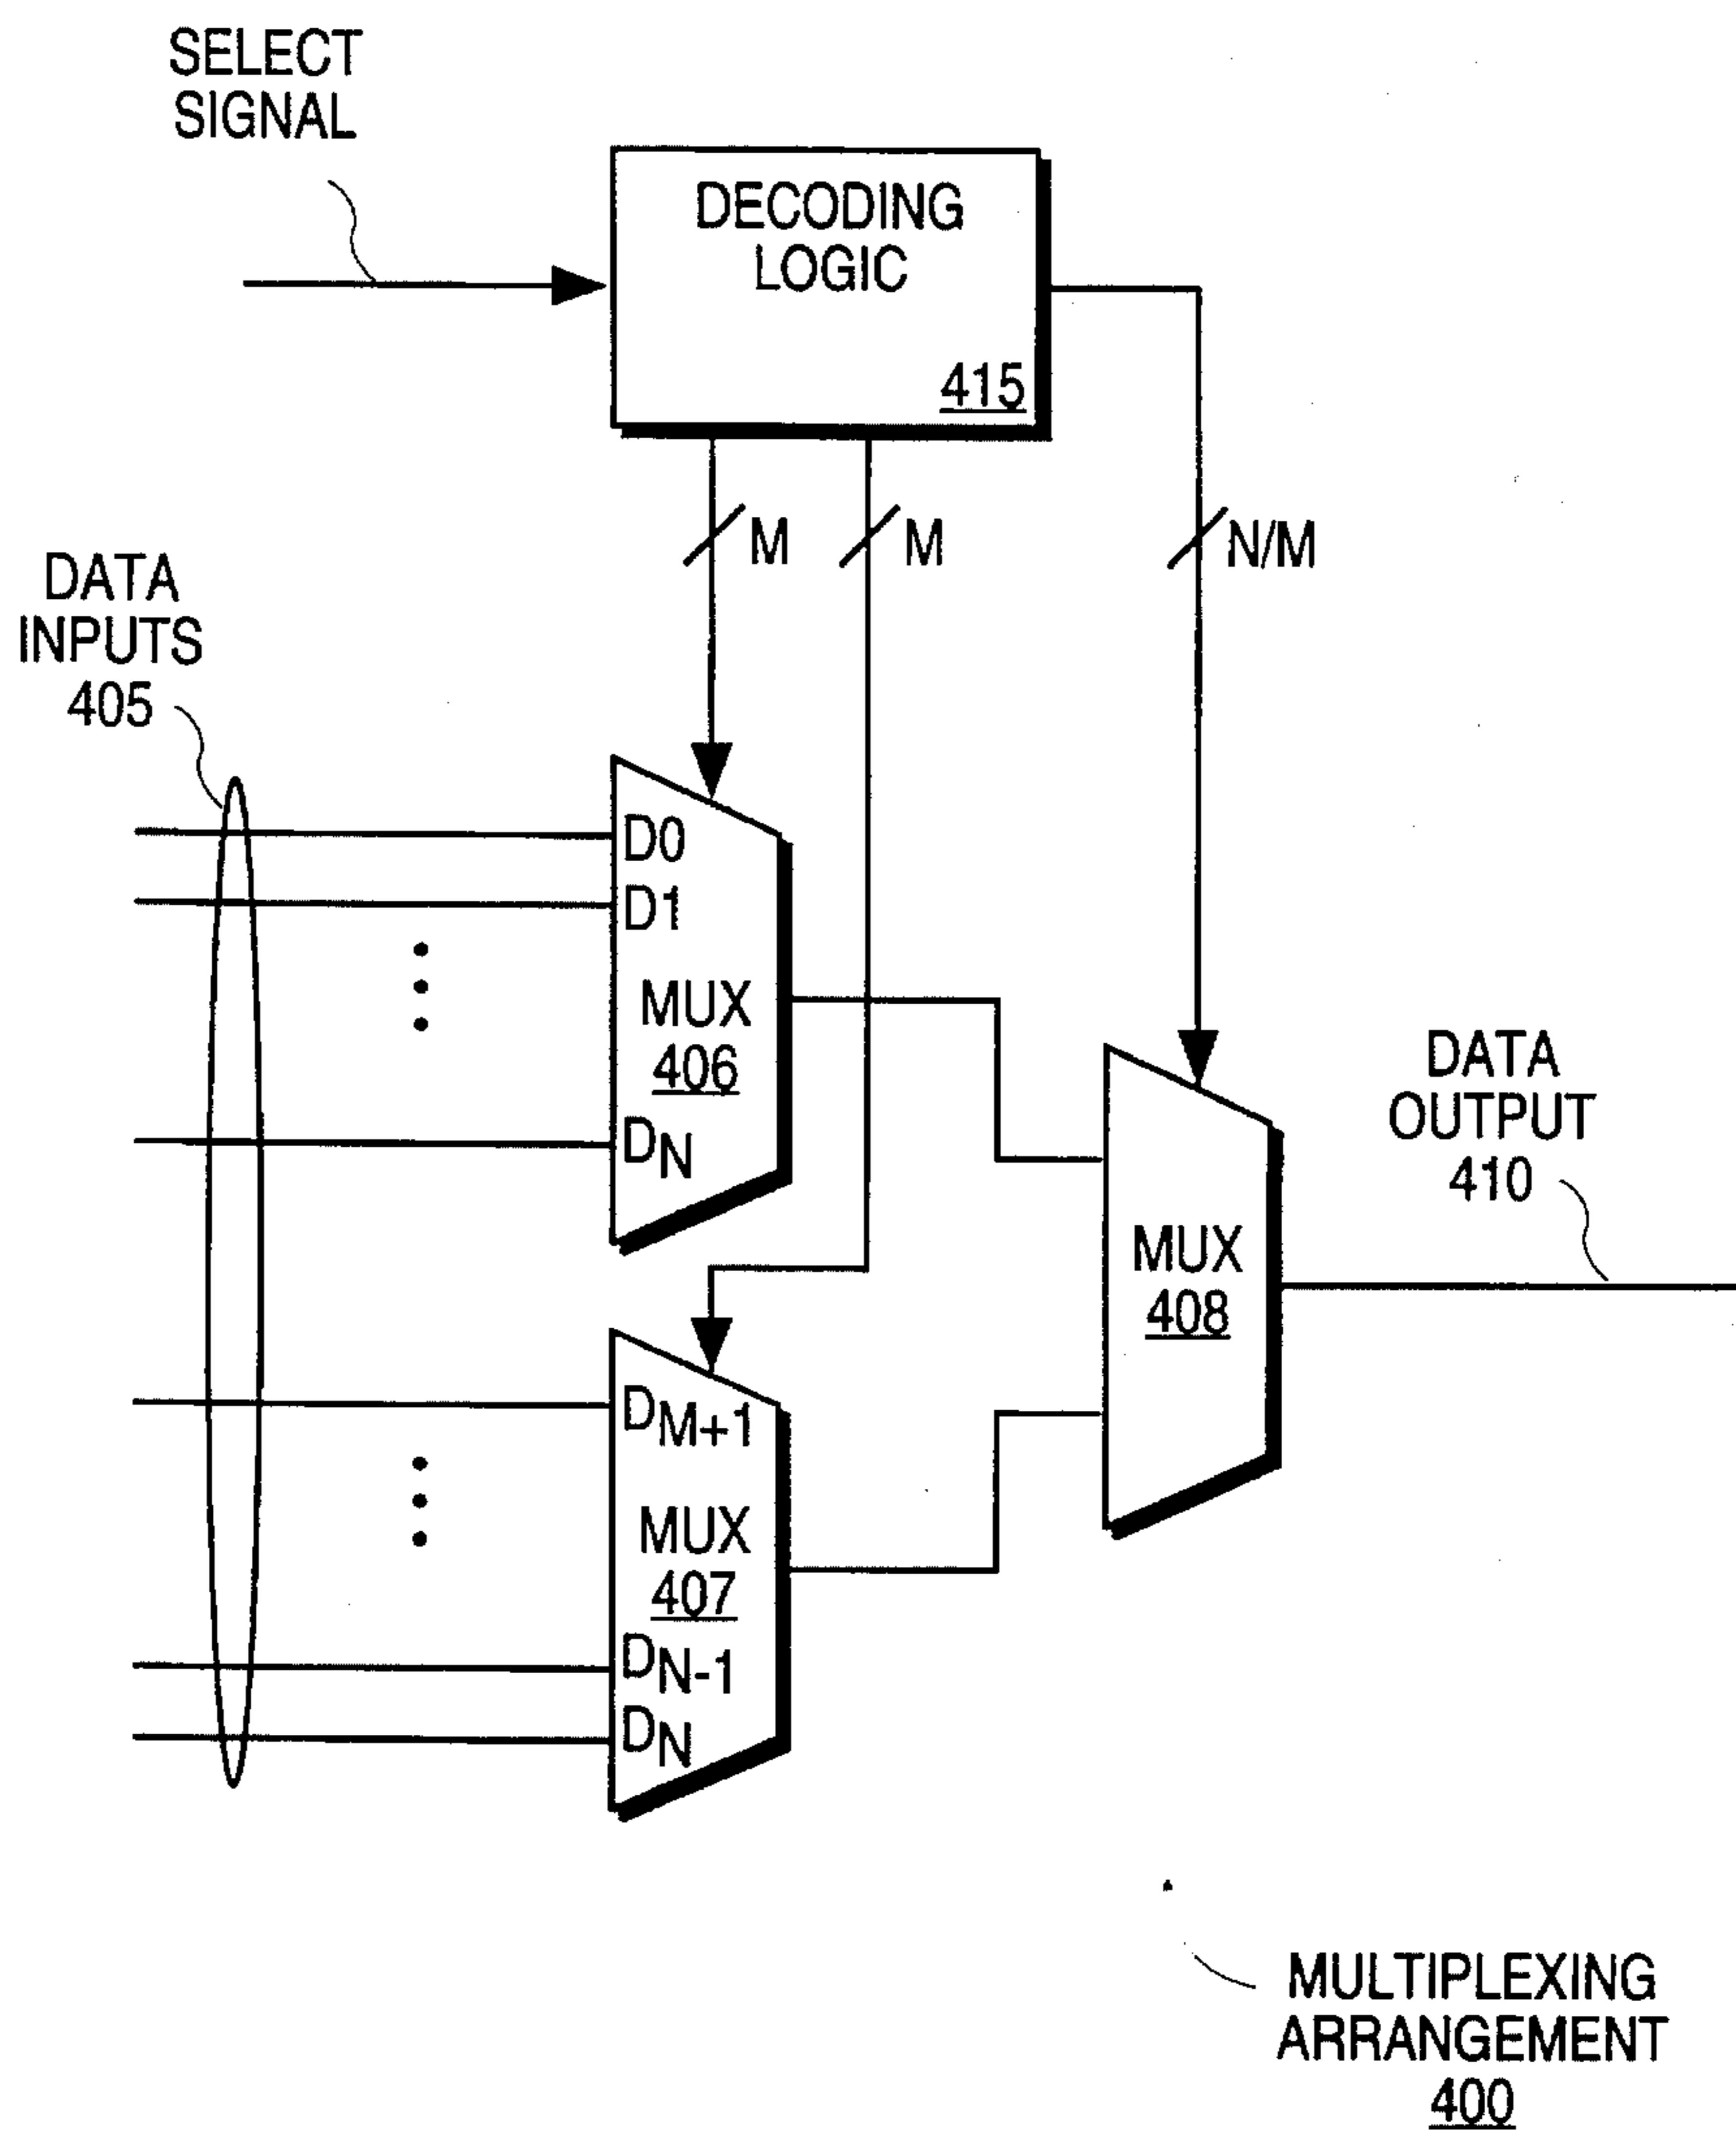 SELECT
SIGNAL
DECODING
LOGIC
415
M
M
N/M
DATA
INPUTS
405
D0
D1
MUX
406
DN
DM+1
MUX
407
DN-1
DN
MUX
408
DATA
OUTPUT
410
MULTIPLEXING
ARRANGEMENT
400